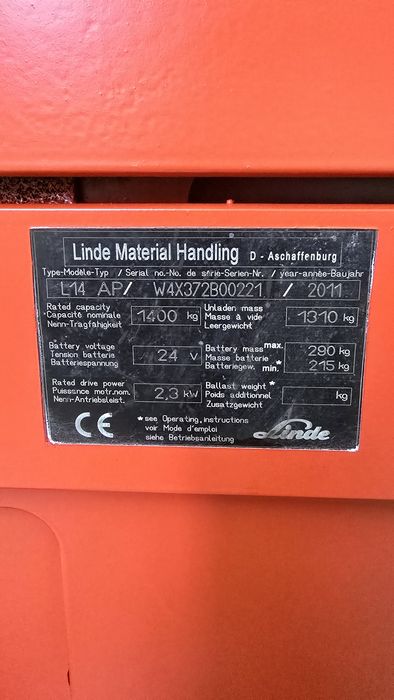 Linde Material Handling D - Aschaffenburg
Type-Modèle-Typ / Serial no.-No. de série-Serien-Nr. / year-année-Baujahr
L14 AP / W4X372B00221 / 2011
Rated capacity
*Capacité nominale 1400 kg
Nenn-Tragfähigkeit
Unladen mass
Masse à vide 1310 kg
Leergewicht
Battery voltage
Tension batterie 24 V
Batteriespannung
Battery mass max. 290 kg
Masse batterie *
Batteriegew. min. 215 kg
Rated drive power
Puissance motr.nom. 2,3 kW
Nenn-Antriebsleist.
Ballast weight *
Poids additionnel kg
Zusatzgewicht
CE
* see Operating, instructions
voir Mode d'emploi
siehe Betriebsanleitung
Linde